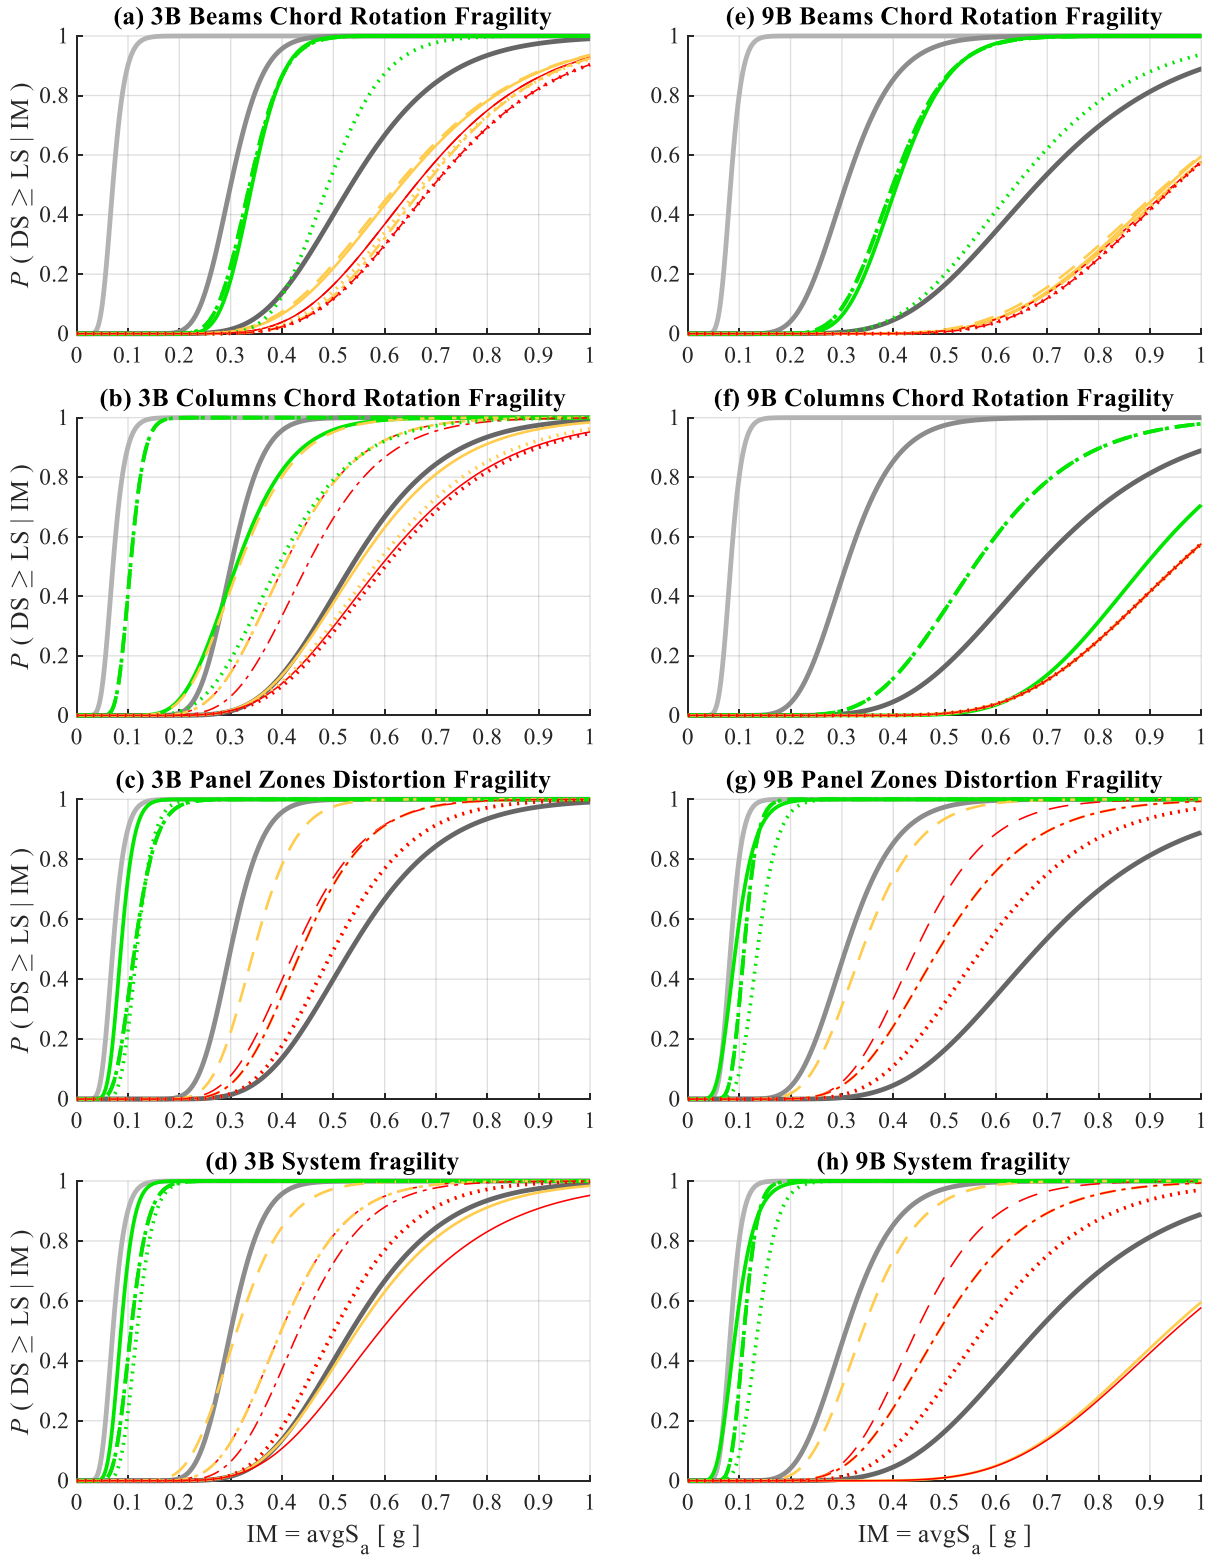 (a) 3B Beams Chord Rotation Fragility
(e) 9B Beams Chord Rotation Fragility
P ( DS ≥ LS | IM )
1
0.8
0.6
0.4
0.2
0
0 0.1 0.2 0.3 0.4 0.5 0.6 0.7 0.8 0.9 1
1
0.8
0.6
0.4
0.2
0
0 0.1 0.2 0.3 0.4 0.5 0.6 0.7 0.8 0.9 1
(b) 3B Columns Chord Rotation Fragility
(f) 9B Columns Chord Rotation Fragility
P ( DS ≥ LS | IM )
1
0.8
0.6
0.4
0.2
0
0 0.1 0.2 0.3 0.4 0.5 0.6 0.7 0.8 0.9 1
1
0.8
0.6
0.4
0.2
0
0 0.1 0.2 0.3 0.4 0.5 0.6 0.7 0.8 0.9 1
(c) 3B Panel Zones Distortion Fragility
(g) 9B Panel Zones Distortion Fragility
P ( DS ≥ LS | IM )
1
0.8
0.6
0.4
0.2
0
0 0.1 0.2 0.3 0.4 0.5 0.6 0.7 0.8 0.9 1
1
0.8
0.6
0.4
0.2
0
0 0.1 0.2 0.3 0.4 0.5 0.6 0.7 0.8 0.9 1
(d) 3B System fragility
(h) 9B System fragility
P ( DS ≥ LS | IM )
1
0.8
0.6
0.4
0.2
0
0 0.1 0.2 0.3 0.4 0.5 0.6 0.7 0.8 0.9 1
IM = avgSa [ g ]
1
0.8
0.6
0.4
0.2
0
0 0.1 0.2 0.3 0.4 0.5 0.6 0.7 0.8 0.9 1
IM = avgSa [ g ]